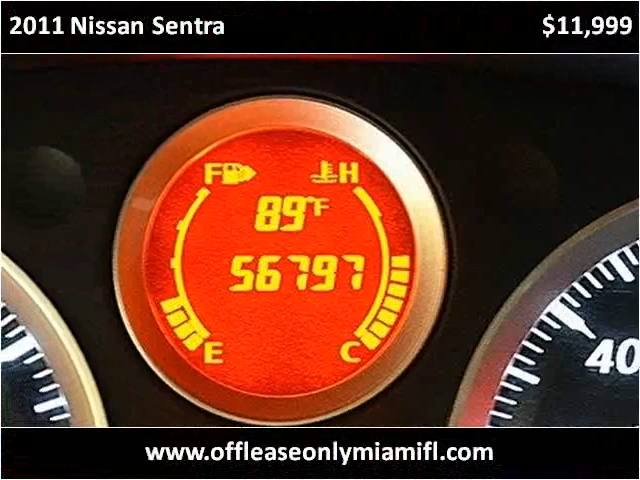 2011 Nissan Sentra $11,999
F H
89°F
56797
E C
40
www.offleaseonlymiamifl.com